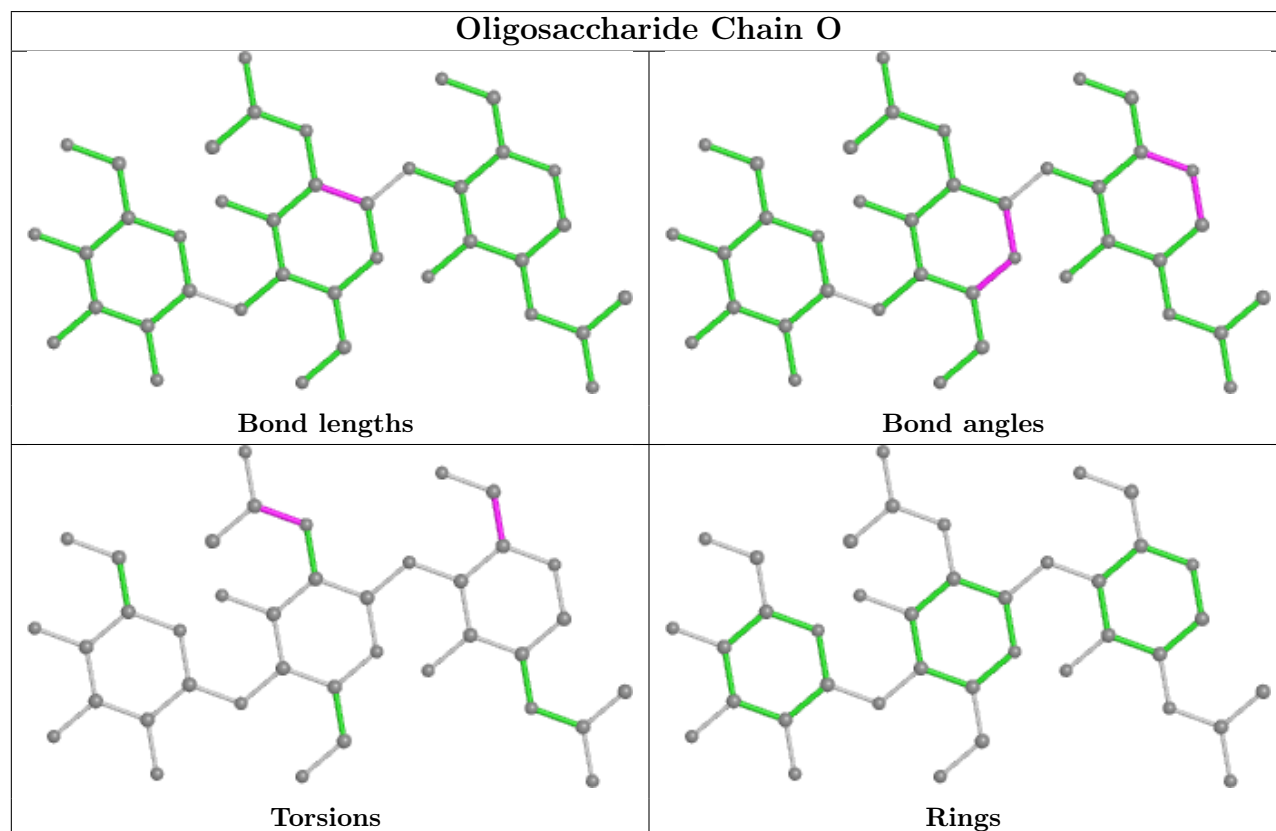 Oligosaccharide Chain O
Bond lengths
Bond angles
Torsions
Rings